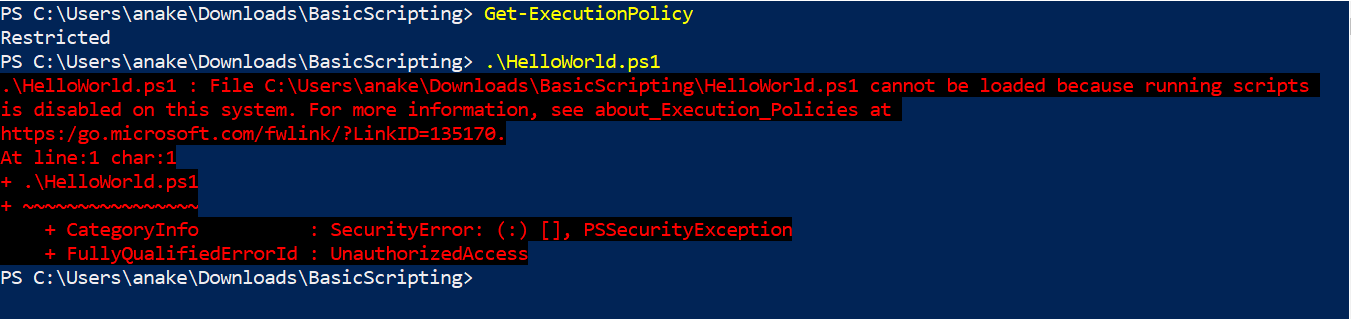 PS C:\Users\anake\Downloads\BasicScripting> Get-ExecutionPolicy
Restricted
PS C:\Users\anake\Downloads\BasicScripting> .\HelloWorld.ps1
.\HelloWorld.ps1 : File C:\Users\anake\Downloads\BasicScripting\HelloWorld.ps1 cannot be loaded because running scripts
is disabled on this system. For more information, see about_Execution_Policies at
https:/go.microsoft.com/fwlink/?LinkID=135170.
At line:1 char:1
+ .\HelloWorld.ps1
+ ~~~~~~~~~~~~~~~~
    + CategoryInfo          : SecurityError: (:) [], PSSecurityException
    + FullyQualifiedErrorId : UnauthorizedAccess
PS C:\Users\anake\Downloads\BasicScripting>